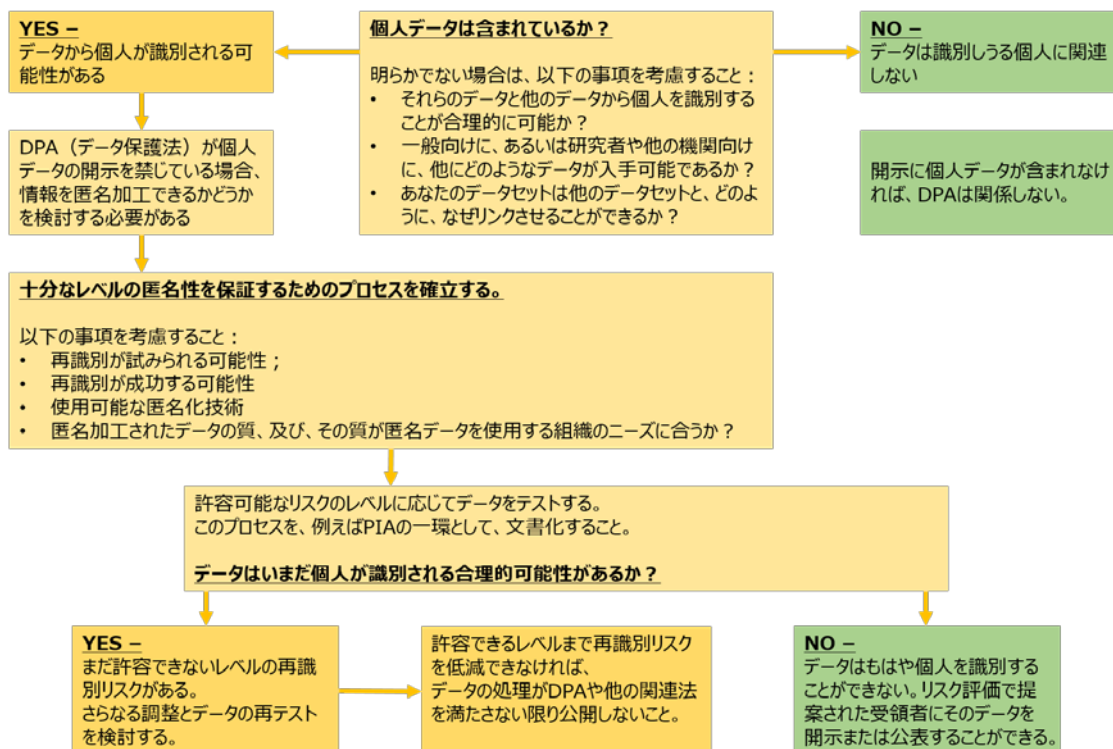 YES –
データから個人が識別される可
能性がある
個人データは含まれているか？
明らかでない場合は、以下の事項を考慮すること：
• それらのデータと他のデータから個人を識別する
ことが合理的に可能か？
• 一般向けに、あるいは研究者や他の機関向け
に、他にどのようなデータが入手可能であるか？
• あなたのデータセットは他のデータセットと、どのよ
うに、なぜリンクさせることができるか？
NO –
データは識別しうる個人に関連
しない
DPA（データ保護法）が個人
データの開示を禁じている場合、
情報を匿名加工できるかどうか
を検討する必要がある
開示に個人データが含まれなけ
れば、DPAは関係しない。
十分なレベルの匿名性を保証するためのプロセスを確立する。
以下の事項を考慮すること：
• 再識別が試みられる可能性；
• 再識別が成功する可能性
• 使用可能な匿名化技術
• 匿名加工されたデータの質、及び、その質が匿名データを使用する組織のニーズに合うか？
許容可能なリスクのレベルに応じてデータをテストする。
このプロセスを、例えばPIAの一環として、文書化すること。
データはいまだ個人が識別される合理的可能性があるか？
YES –
まだ許容できないレベルの再識
別リスクがある。
さらなる調整とデータの再テスト
を検討する。
許容できるレベルまで再識別リスク
を低減できなければ、
データの処理がDPAや他の関連法
を満たさない限り公開しないこと。
NO –
データはもはや個人を識別する
ことができない。リスク評価で提
案された受領者にそのデータを
開示または公表することができる。